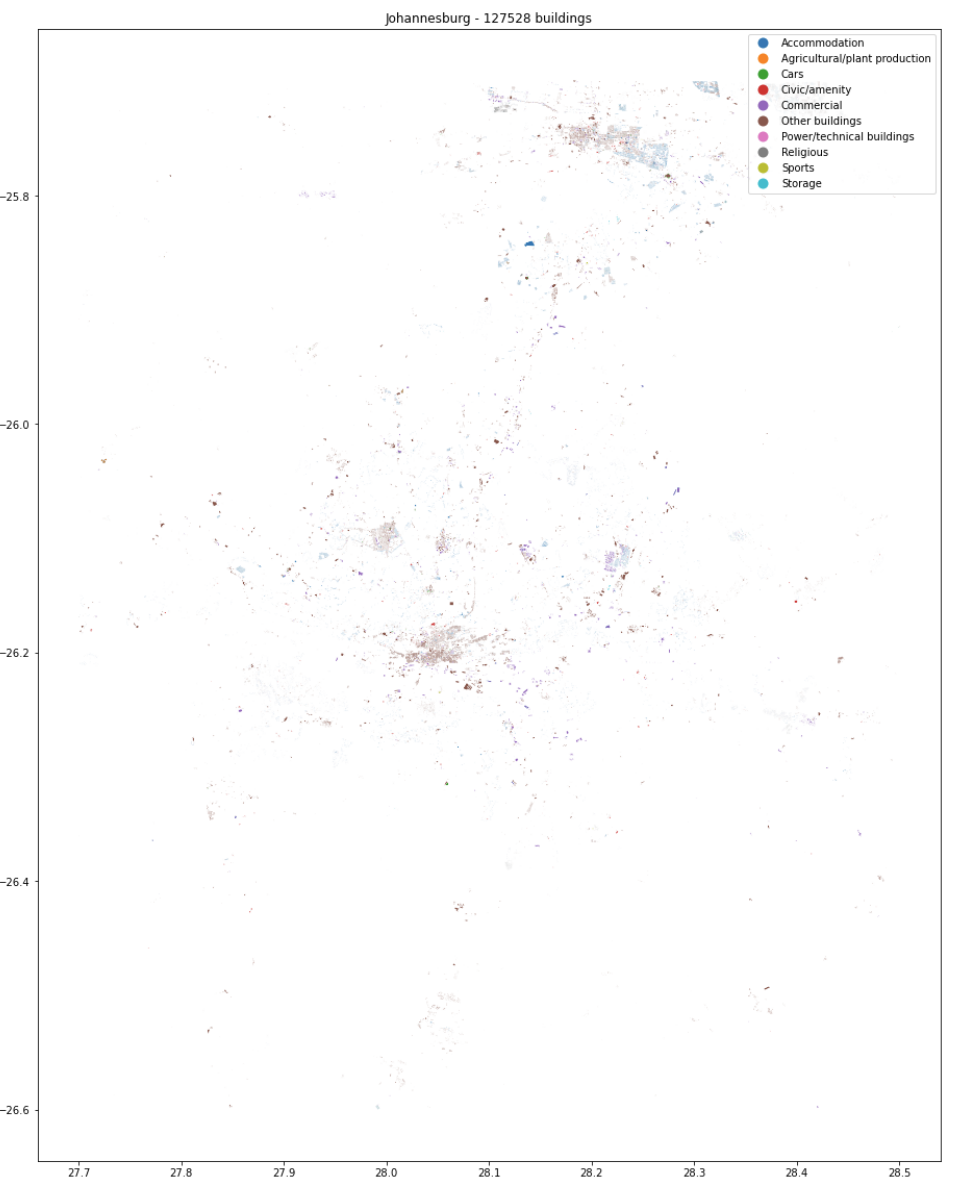 Johannesburg - 127528 buildings
Accommodation
Agricultural/plant production
Cars
Civic/amenity
Commercial
Other buildings
Power/technical buildings
Religious
Sports
Storage
−25.8
−26.0
−26.2
−26.4
−26.6
27.7 27.8 27.9 28.0 28.1 28.2 28.3 28.4 28.5